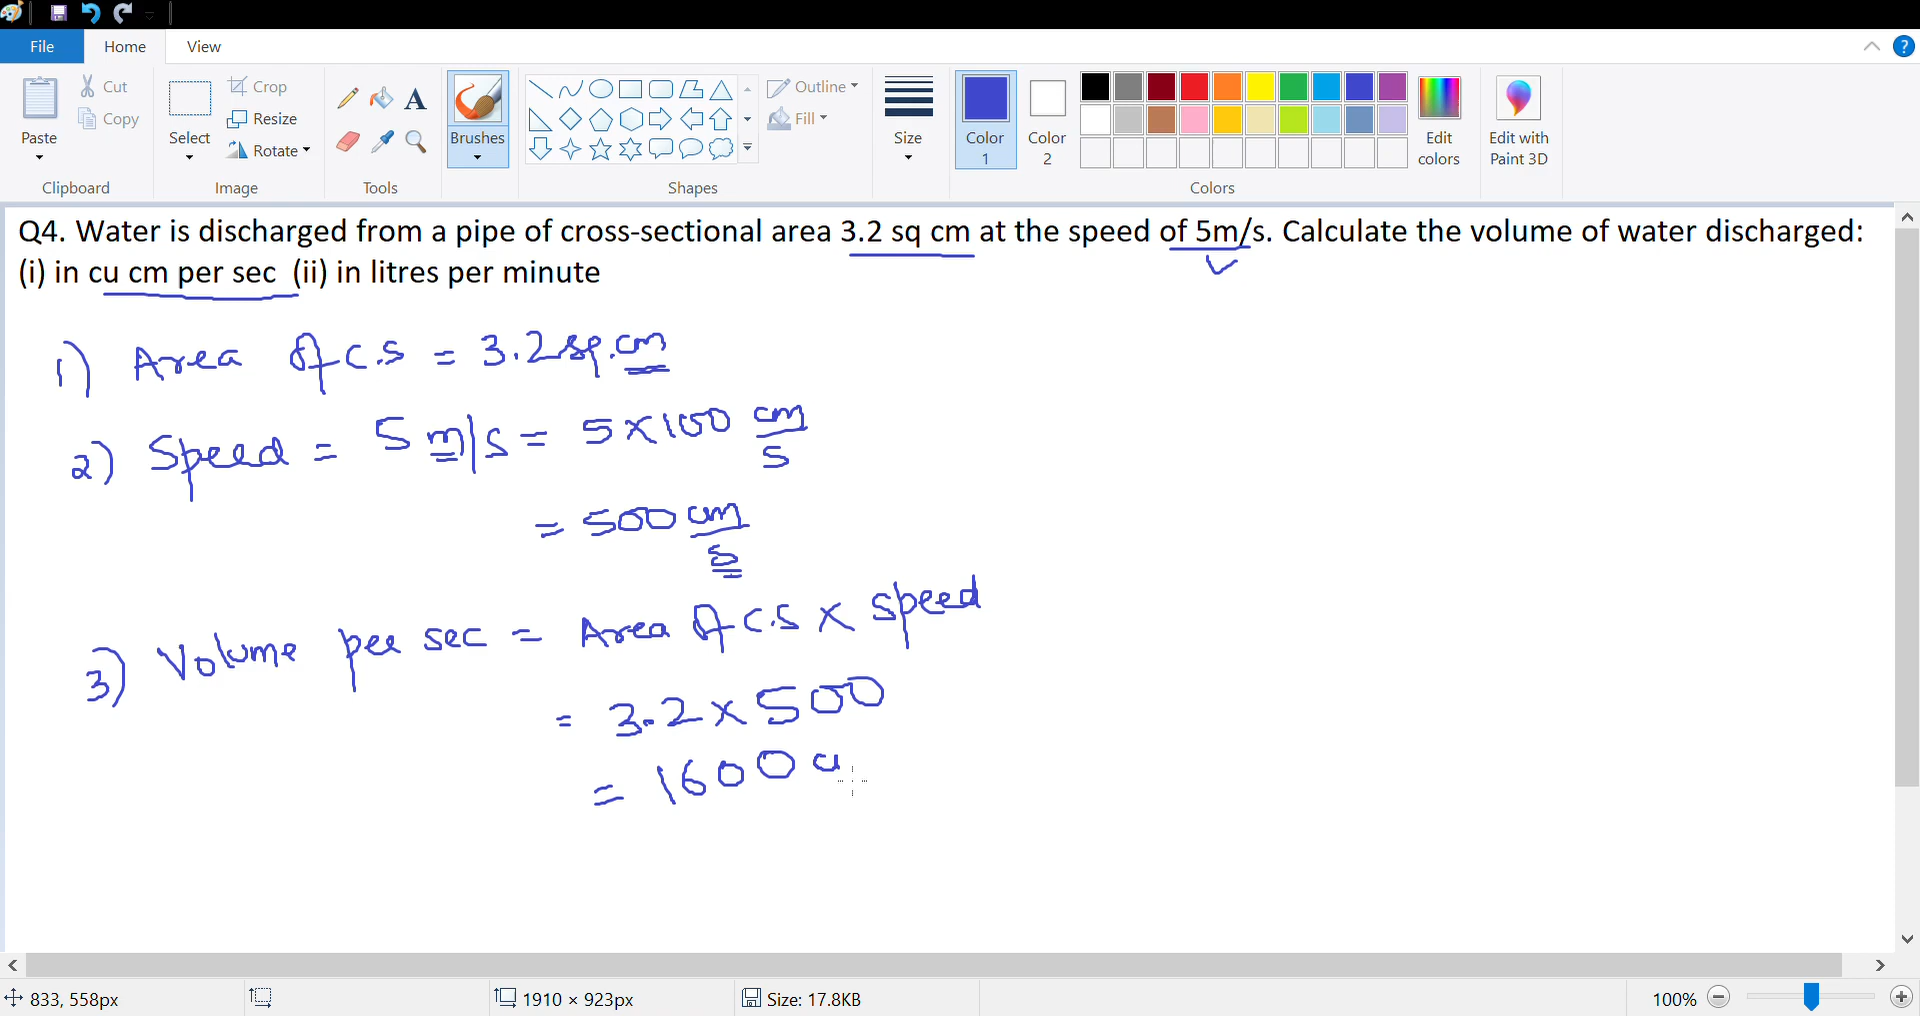 File Home View
Paste Cut Copy Clipboard
Select Crop Resize Rotate Image
Tools
Brushes
Shapes
Outline Fill
Size
Color 1 Color 2
Edit colors Colors
Edit with Paint 3D
Q4. Water is discharged from a pipe of cross-sectional area 3.2 sq cm at the speed of 5m/s. Calculate the volume of water discharged:
(i) in cu cm per sec (ii) in litres per minute
1) Area of c.s = 3.2 sq.cm
2) Speed = 5 m/s = 5 x 100 cm/s
= 500 cm/s
3) Volume per sec = Area of c.s x speed
= 3.2 x 500
= 1600 cu
833, 558px 1910 × 923px Size: 17.8KB 100%